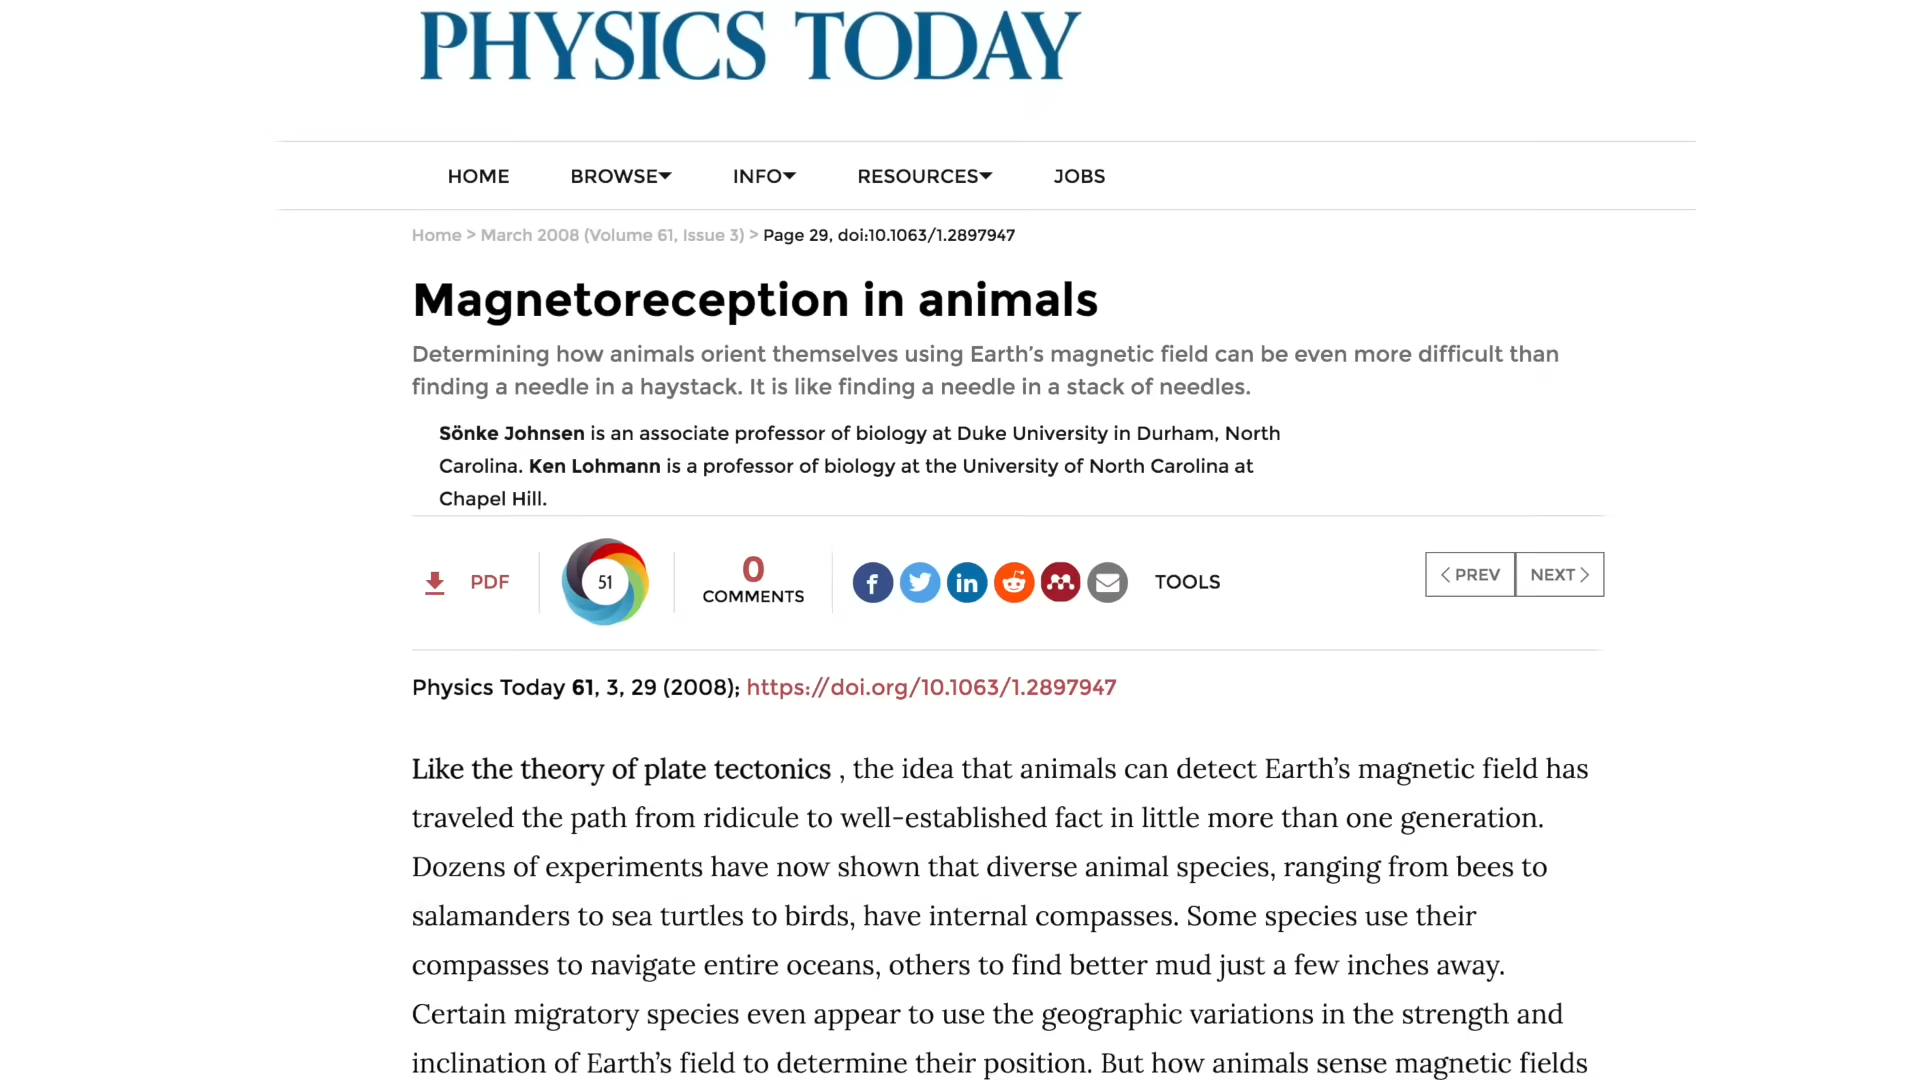 PHYSICS TODAY
HOME BROWSE INFO RESOURCES JOBS
Home > March 2008 (Volume 61, Issue 3) > Page 29, doi:10.1063/1.2897947
Magnetoreception in animals
Determining how animals orient themselves using Earth’s magnetic field can be even more difficult than
finding a needle in a haystack. It is like finding a needle in a stack of needles.
Sönke Johnsen is an associate professor of biology at Duke University in Durham, North
Carolina. Ken Lohmann is a professor of biology at the University of North Carolina at
Chapel Hill.
PDF 51 0 COMMENTS f in TOOLS < PREV NEXT >
Physics Today 61, 3, 29 (2008); https://doi.org/10.1063/1.2897947
Like the theory of plate tectonics , the idea that animals can detect Earth’s magnetic field has
traveled the path from ridicule to well-established fact in little more than one generation.
Dozens of experiments have now shown that diverse animal species, ranging from bees to
salamanders to sea turtles to birds, have internal compasses. Some species use their
compasses to navigate entire oceans, others to find better mud just a few inches away.
Certain migratory species even appear to use the geographic variations in the strength and
inclination of Earth’s field to determine their position. But how animals sense magnetic fields